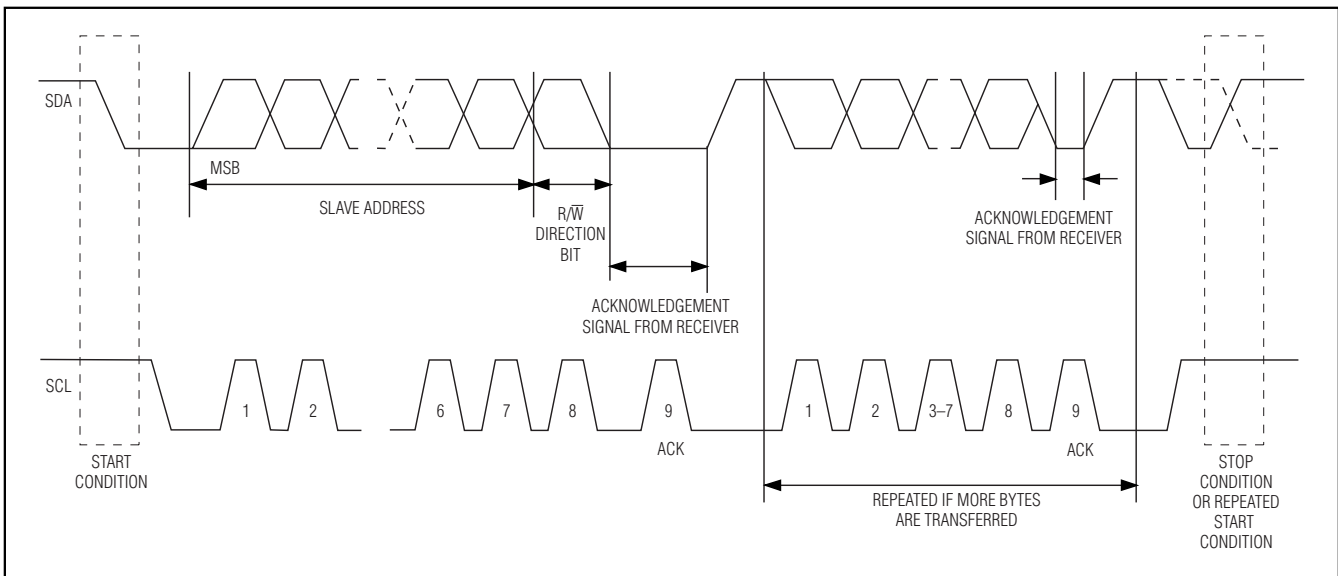 SDA
MSB
SLAVE ADDRESS
R/W̅
DIRECTION
BIT
ACKNOWLEDGEMENT
SIGNAL FROM RECEIVER
ACKNOWLEDGEMENT
SIGNAL FROM RECEIVER
SCL
1 2 6 7 8 9 1 2 3–7 8 9
ACK ACK
START
CONDITION
REPEATED IF MORE BYTES
ARE TRANSFERRED
STOP
CONDITION
OR REPEATED
START
CONDITION